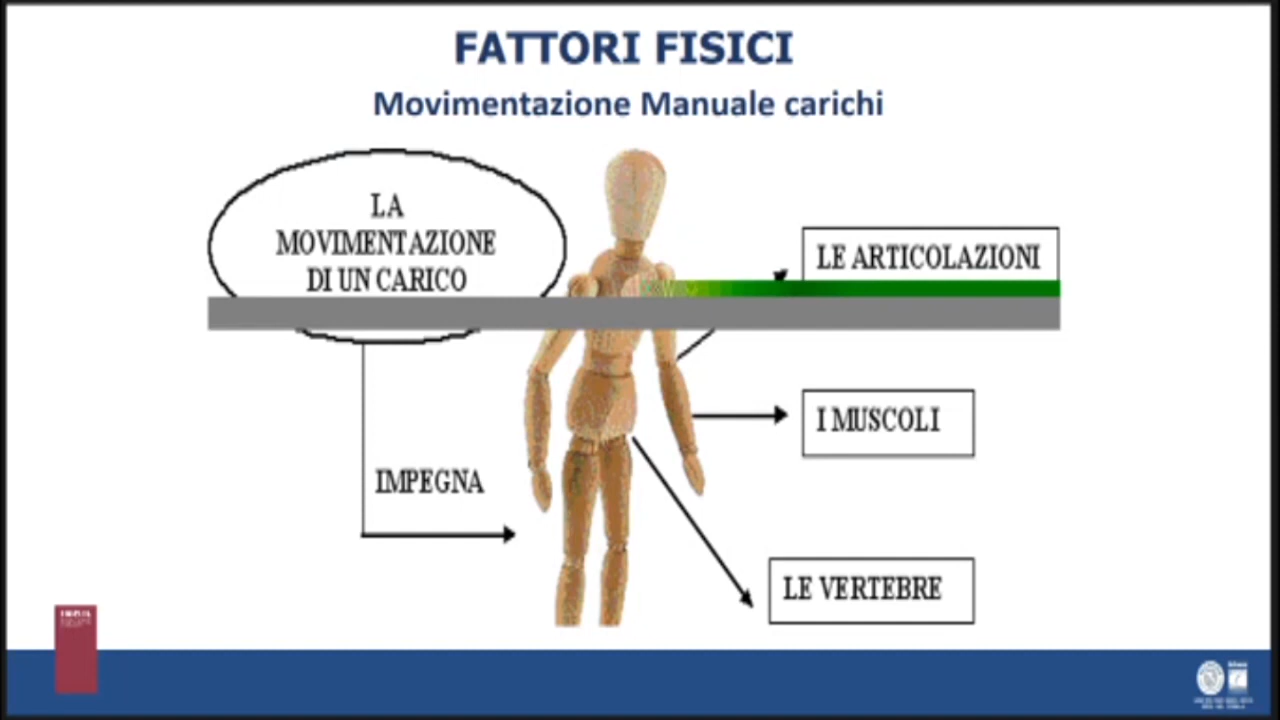 FATTORI FISICI
Movimentazione Manuale carichi
LA
MOVIMENTAZIONE
DI UN CARICO
LE ARTICOLAZIONI
I MUSCOLI
IMPEGNA
LE VERTEBRE